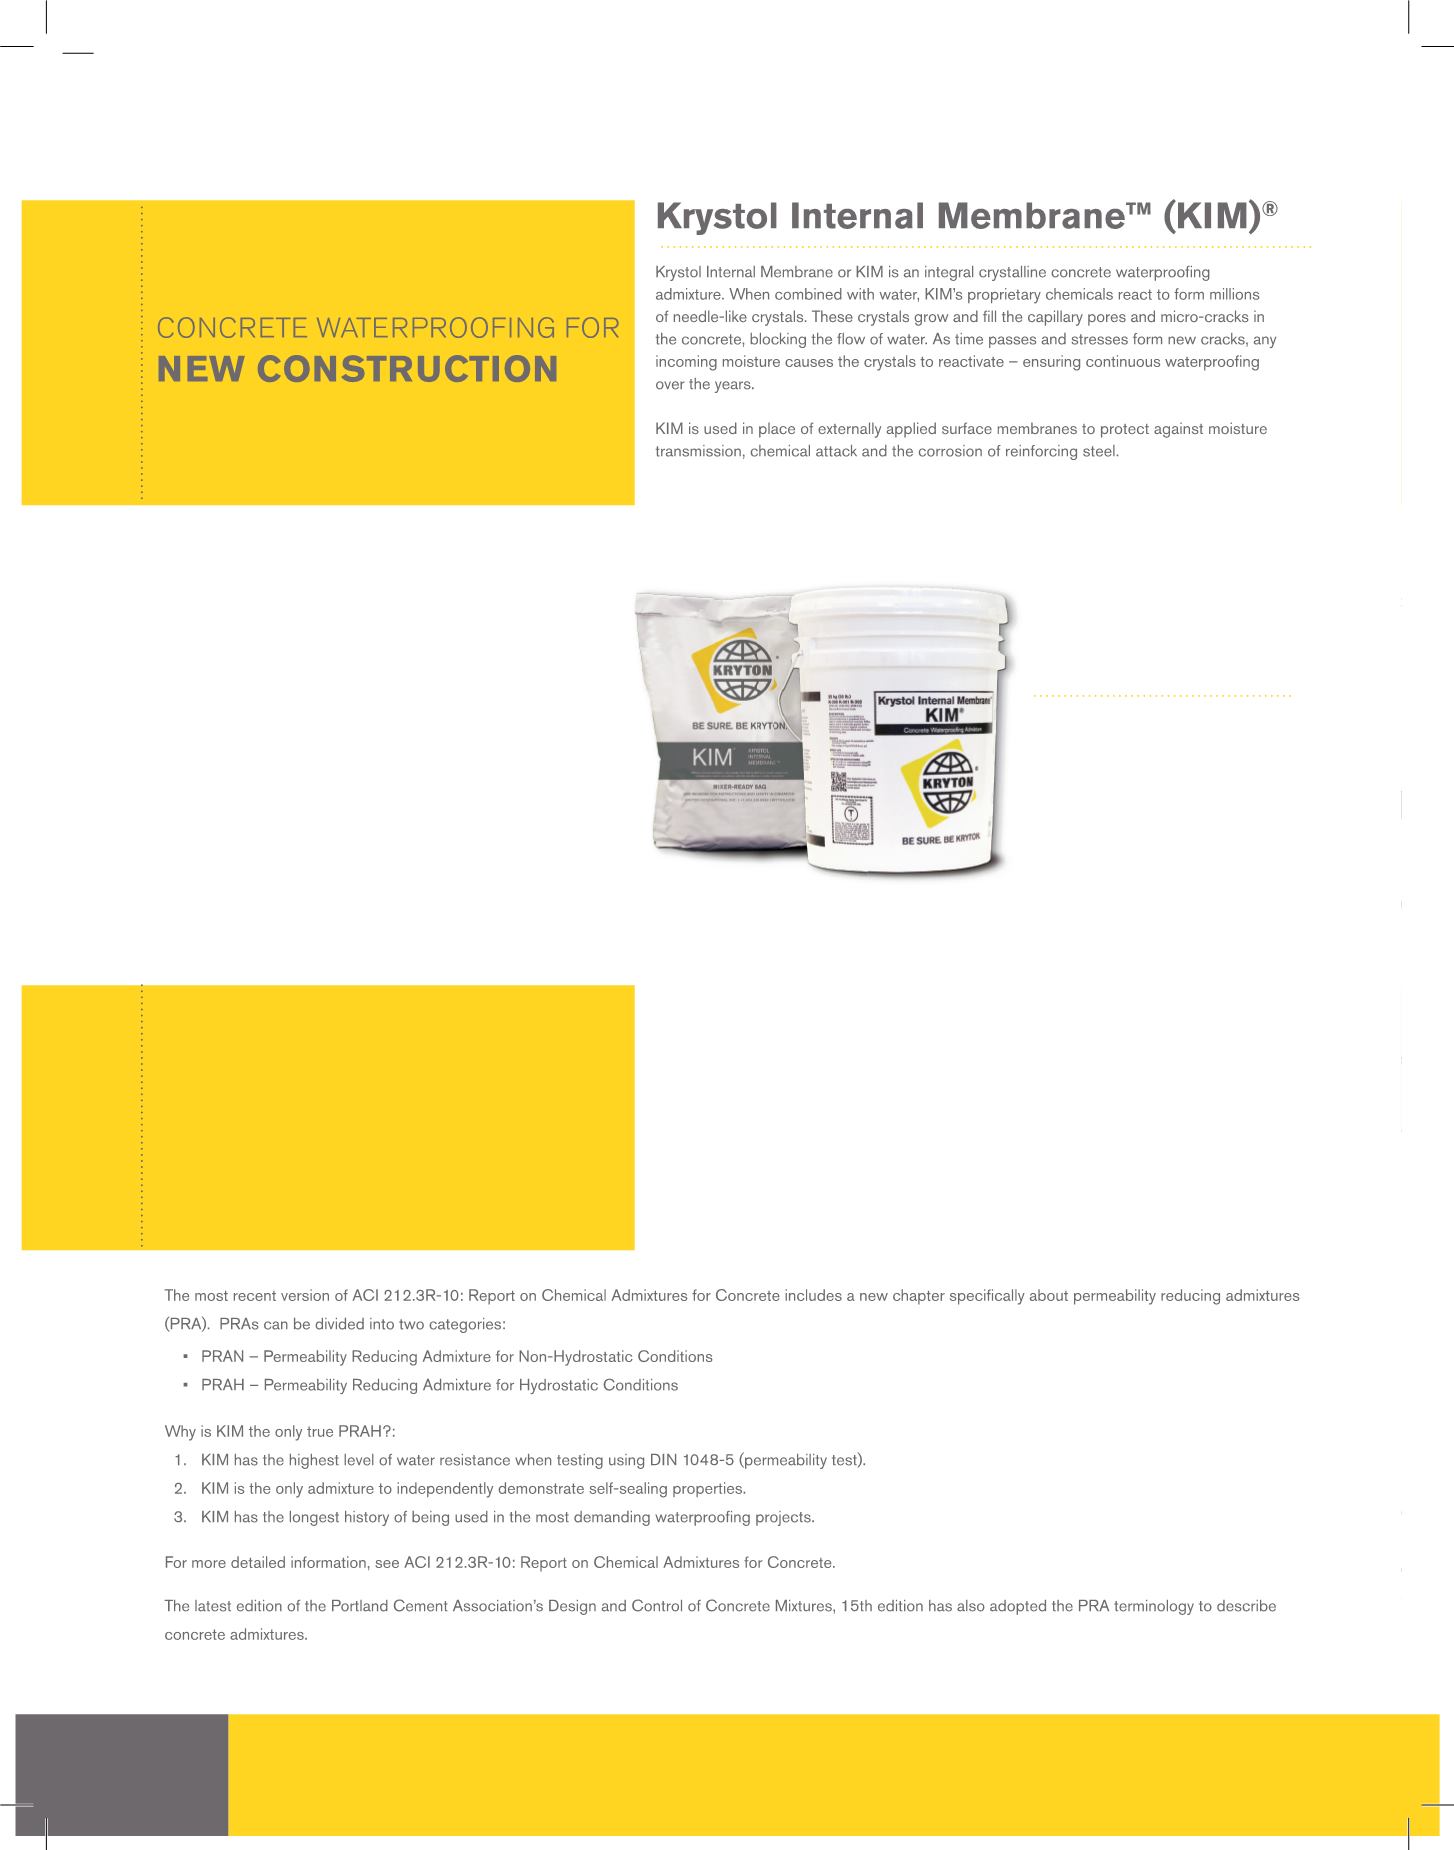 Krystol Internal Membrane™ (KIM)®
Krystol Internal Membrane or KIM is an integral crystalline concrete waterproofing
admixture. When combined with water, KIM's proprietary chemicals react to form millions
of needle-like crystals. These crystals grow and fill the capillary pores and micro-cracks in
the concrete, blocking the flow of water. As time passes and stresses form new cracks, any
incoming moisture causes the crystals to reactivate – ensuring continuous waterproofing
over the years.
KIM is used in place of externally applied surface membranes to protect against moisture
transmission, chemical attack and the corrosion of reinforcing steel.
CONCRETE WATERPROOFING FOR
NEW CONSTRUCTION
KRYTON
BE SURE. BE KRYTON.
KIM™
KRYSTOL
INTERNAL
MEMBRANE™
MIXER-READY BAG
Krystol Internal Membrane™
KIM®
Concrete Waterproofing Admixture
KRYTON
BE SURE. BE KRYTON.
The most recent version of ACI 212.3R-10: Report on Chemical Admixtures for Concrete includes a new chapter specifically about permeability reducing admixtures
(PRA). PRAs can be divided into two categories:
▪ PRAN – Permeability Reducing Admixture for Non-Hydrostatic Conditions
▪ PRAH – Permeability Reducing Admixture for Hydrostatic Conditions
Why is KIM the only true PRAH?:
1. KIM has the highest level of water resistance when testing using DIN 1048-5 (permeability test).
2. KIM is the only admixture to independently demonstrate self-sealing properties.
3. KIM has the longest history of being used in the most demanding waterproofing projects.
For more detailed information, see ACI 212.3R-10: Report on Chemical Admixtures for Concrete.
The latest edition of the Portland Cement Association's Design and Control of Concrete Mixtures, 15th edition has also adopted the PRA terminology to describe
concrete admixtures.